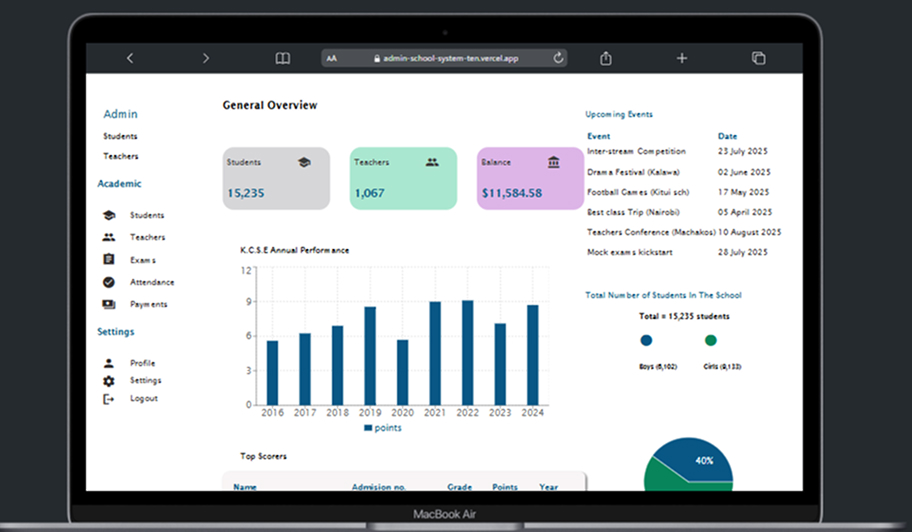 AA admin-school-system-ten.vercel.app
Admin
Students
Teachers
Academic
Students
Teachers
Exams
Attendance
Payments
Settings
Profile
Settings
Logout
General Overview
Students
15,235
Teachers
1,067
Balance
$11,584.58
K.C.S.E Annual Performance
12
9
6
3
0
2016 2017 2018 2019 2020 2021 2022 2023 2024
points
Top Scorers
Name Admision no. Grade Points Year
Upcoming Events
Event Date
Inter-stream Competition 23 July 2025
Drama Festival (Kalawa) 02 June 2025
Football Games (Kitui sch) 17 May 2025
Best class Trip (Nairobi) 05 April 2025
Teachers Conference (Machakos) 10 August 2025
Mock exams kickstart 28 July 2025
Total Number of Students In The School
Total = 15,235 students
Boys (6,102) Girls (9,133)
40%
MacBook Air